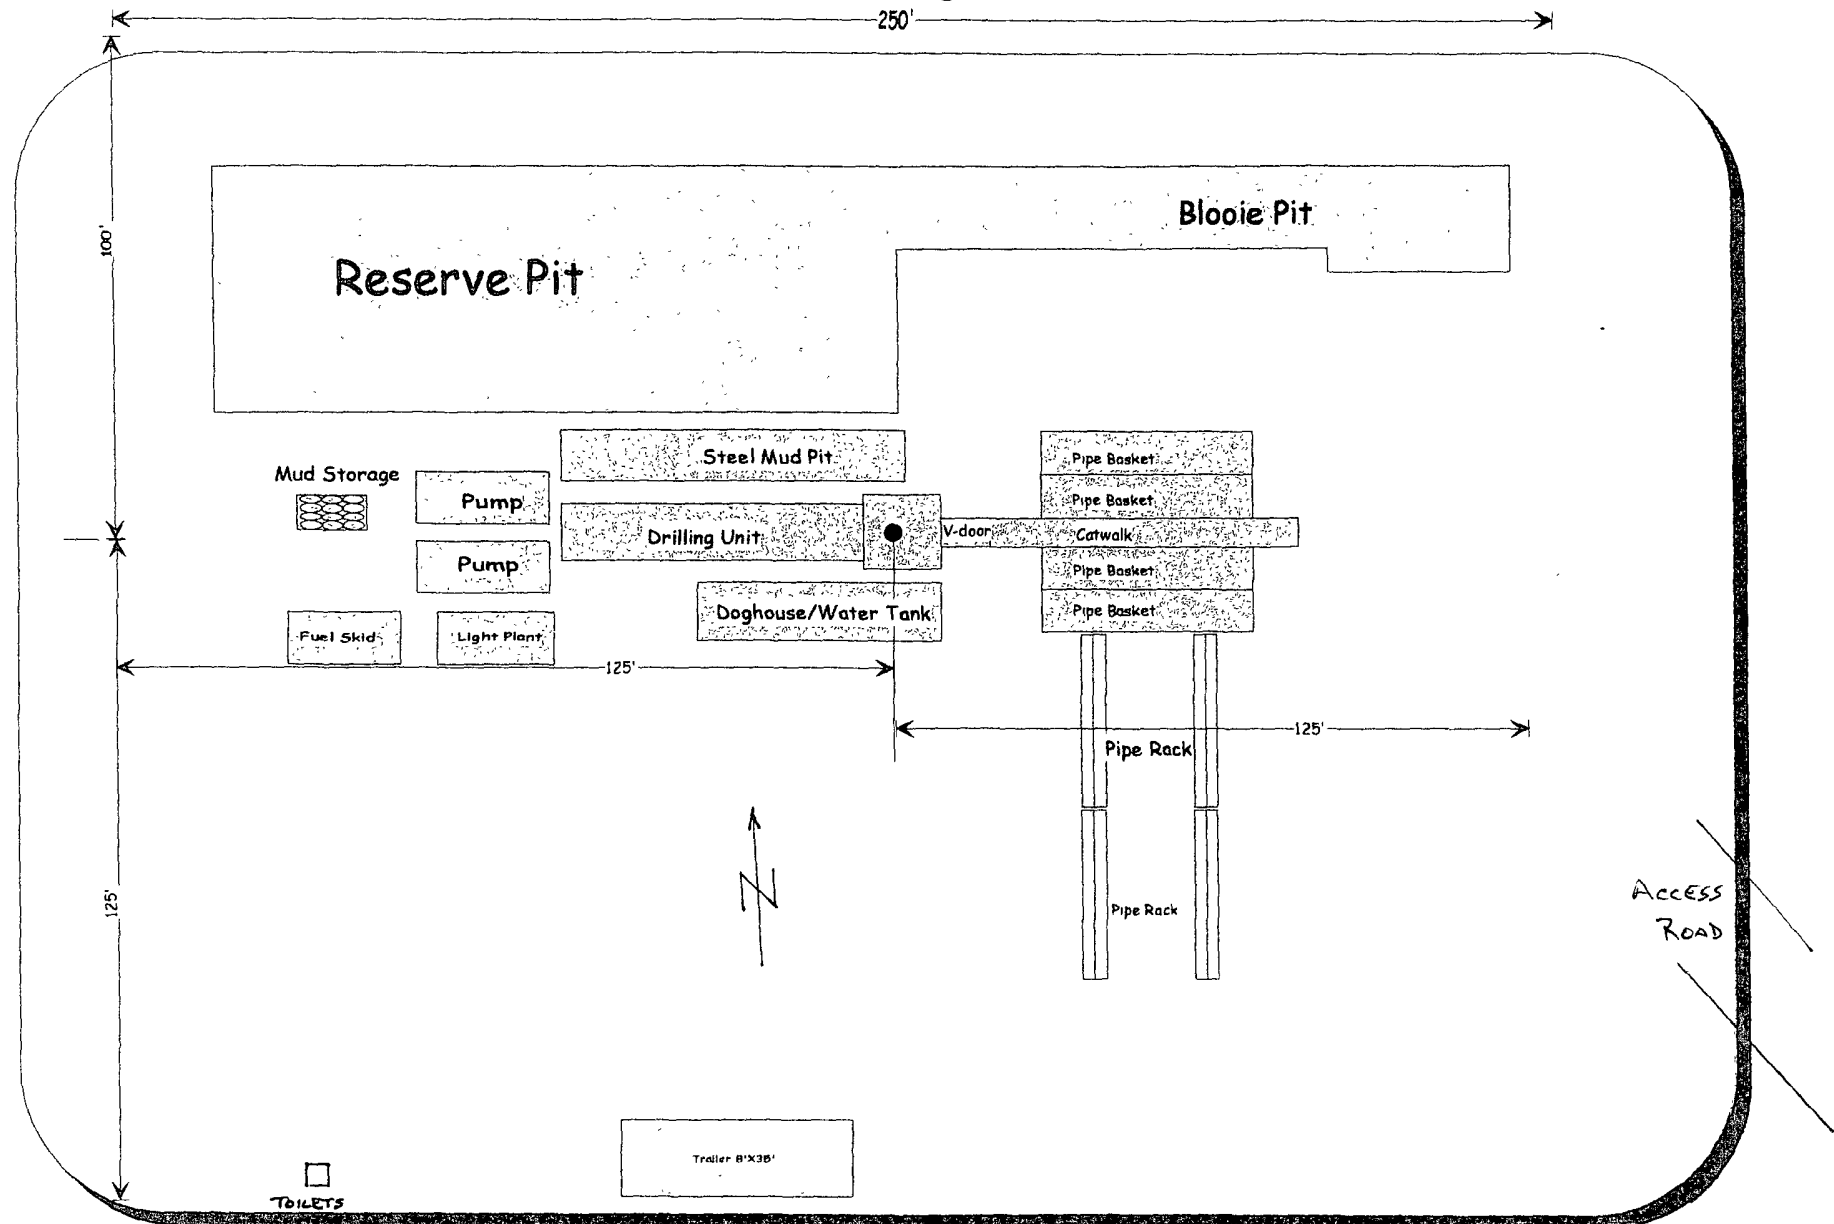 250'
100'
Blooie Pit
Reserve Pit
Steel Mud Pit
Pipe Basket
Mud Storage
Pump
Pipe Basket
Drilling Unit
V-door
Catwalk
Pump
Pipe Basket
Doghouse/Water Tank
Pipe Basket
Fuel Skid
Light Plant
125'
125'
Pipe Rack
125'
N
Pipe Rack
ACCESS
ROAD
Trailer 8'X35'
TOILETS